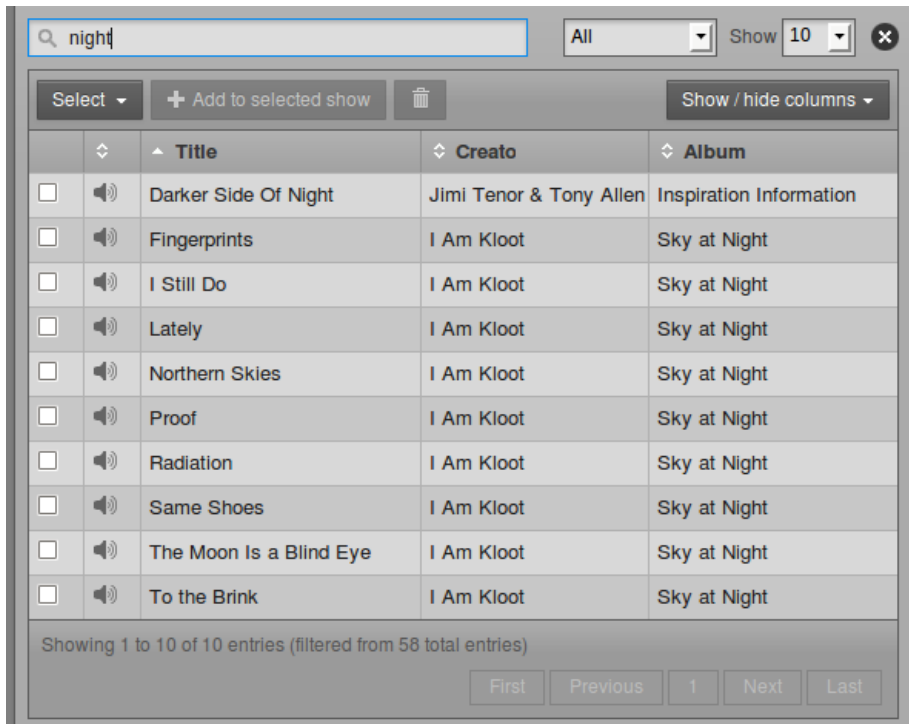 night All Show 10
Select + Add to selected show Show / hide columns
Title Creato Album
Darker Side Of Night Jimi Tenor & Tony Allen Inspiration Information
Fingerprints I Am Kloot Sky at Night
I Still Do I Am Kloot Sky at Night
Lately I Am Kloot Sky at Night
Northern Skies I Am Kloot Sky at Night
Proof I Am Kloot Sky at Night
Radiation I Am Kloot Sky at Night
Same Shoes I Am Kloot Sky at Night
The Moon Is a Blind Eye I Am Kloot Sky at Night
To the Brink I Am Kloot Sky at Night
Showing 1 to 10 of 10 entries (filtered from 58 total entries)
First Previous 1 Next Last